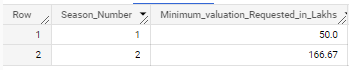 Row Season_Number Minimum_valuation_Requested_in_Lakhs
1 1 50.0
2 2 166.67